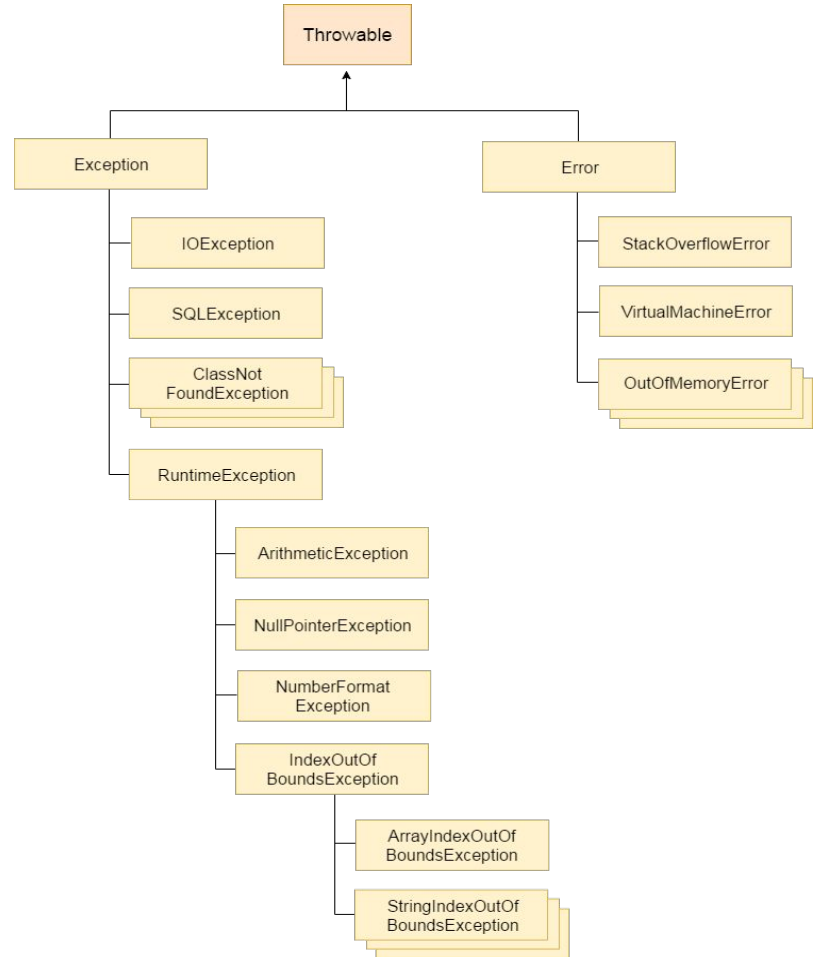 Throwable
Exception
Error
IOException
StackOverflowError
SQLException
VirtualMachineError
ClassNot
FoundException
OutOfMemoryError
RuntimeException
ArithmeticException
NullPointerException
NumberFormat
Exception
IndexOutOf
BoundsException
ArrayIndexOutOf
BoundsException
StringIndexOutOf
BoundsException